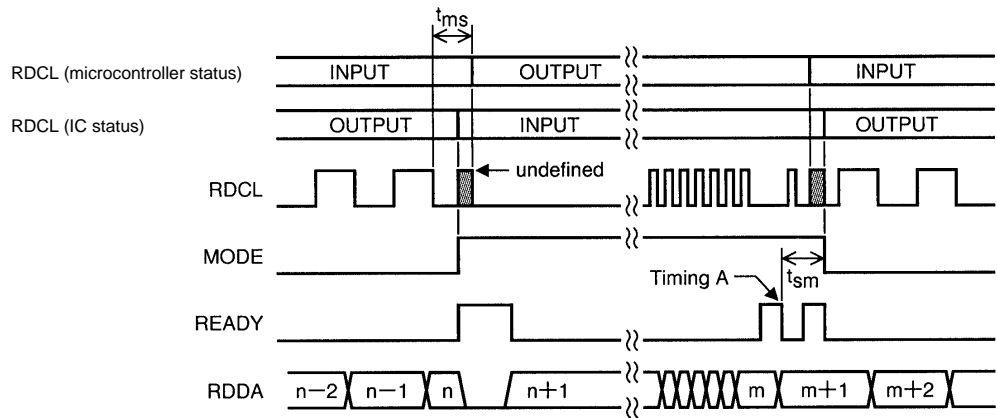 tms
RDCL (microcontroller status) INPUT OUTPUT INPUT
RDCL (IC status) OUTPUT INPUT OUTPUT
undefined
RDCL
MODE
Timing A tsm
READY
RDDA n−2 n−1 n n+1 m m+1 m+2